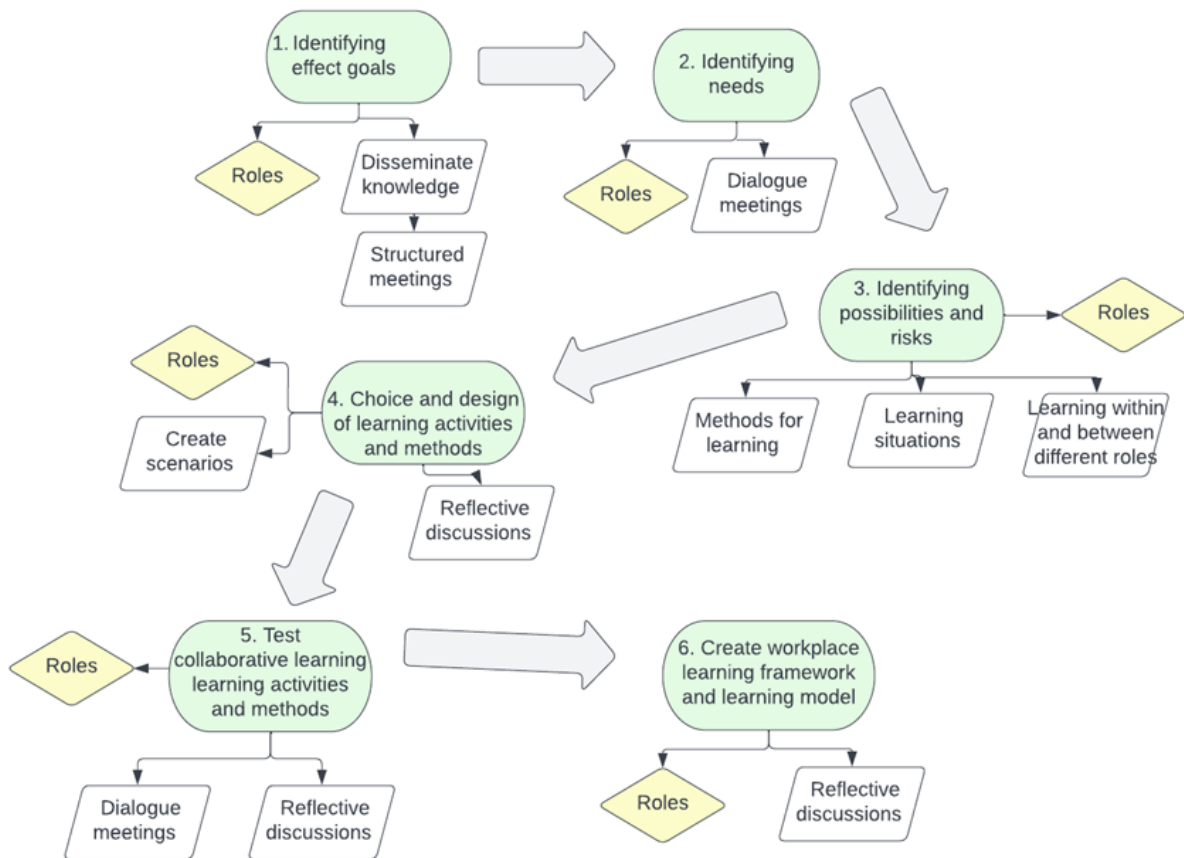 1. Identifying
effect goals
2. Identifying
needs
Roles
Disseminate
knowledge
Structured
meetings
Roles
Dialogue
meetings
3. Identifying
possibilities and
risks
Roles
Methods for
learning
Learning
situations
Learning within
and between
different roles
Roles
4. Choice and design
of learning activities
and methods
Create
scenarios
Reflective
discussions
5. Test
collaborative learning
learning activities
and methods
Roles
Dialogue
meetings
Reflective
discussions
6. Create workplace
learning framework
and learning model
Roles
Reflective
discussions